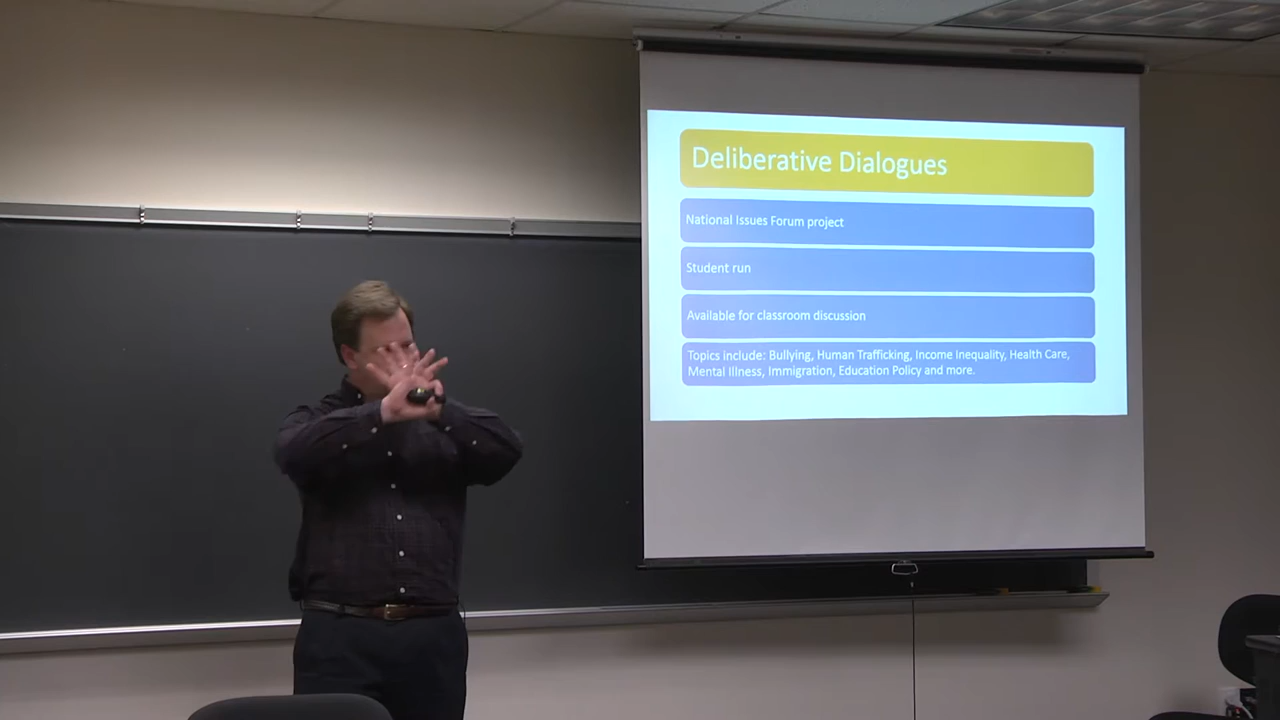 Deliberative Dialogues
National Issues Forum project
Student run
Available for classroom discussion
Topics include: Bullying, Human Trafficking, Income Inequality, Health Care,
Mental Illness, Immigration, Education Policy and more.